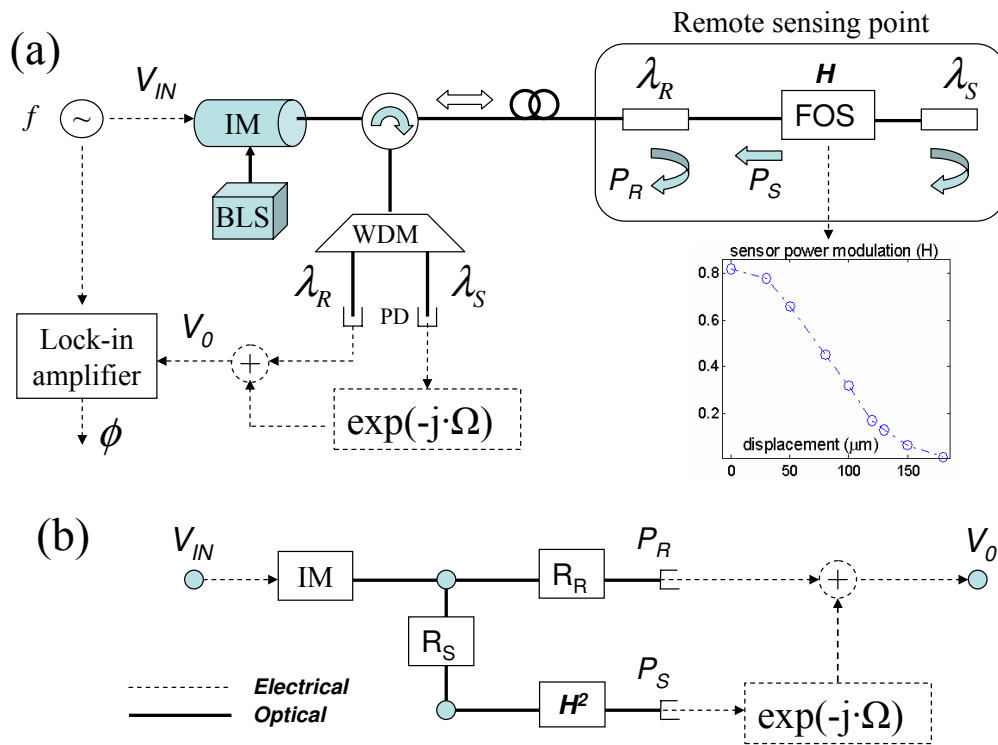 Remote sensing point
(a)
V_IN
λ_R
H
λ_S
f
~
IM
FOS
P_R
P_S
BLS
WDM
sensor power modulation (H)
λ_R
λ_S
0.8
PD
0.6
Lock-in
amplifier
V_0
+
0.4
exp(-j·Ω)
0.2
ϕ
displacement (μm)
0 50 100 150
(b)
V_IN
P_R
V_0
IM
R_R
+
R_S
P_S
Electrical
Optical
H²
exp(-j·Ω)